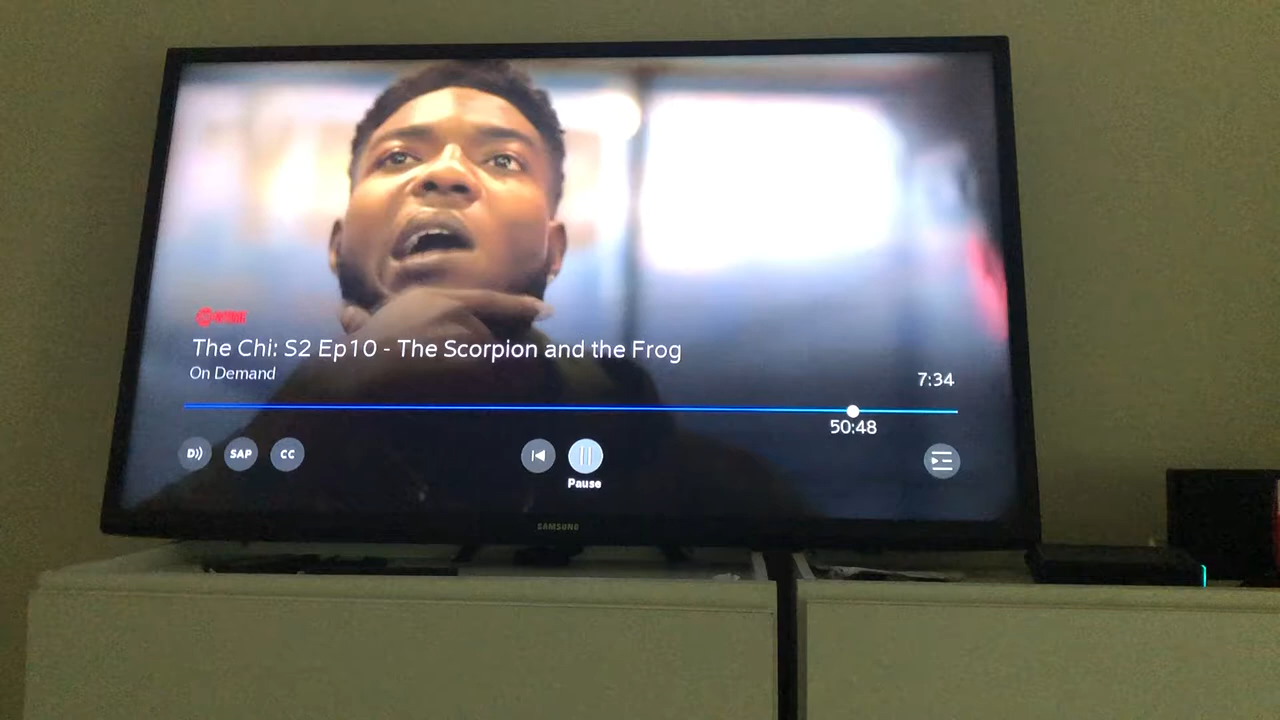 SHOWTIME
The Chi: S2 Ep10 - The Scorpion and the Frog
On Demand
7:34
50:48
D)) SAP CC
Pause
SAMSUNG